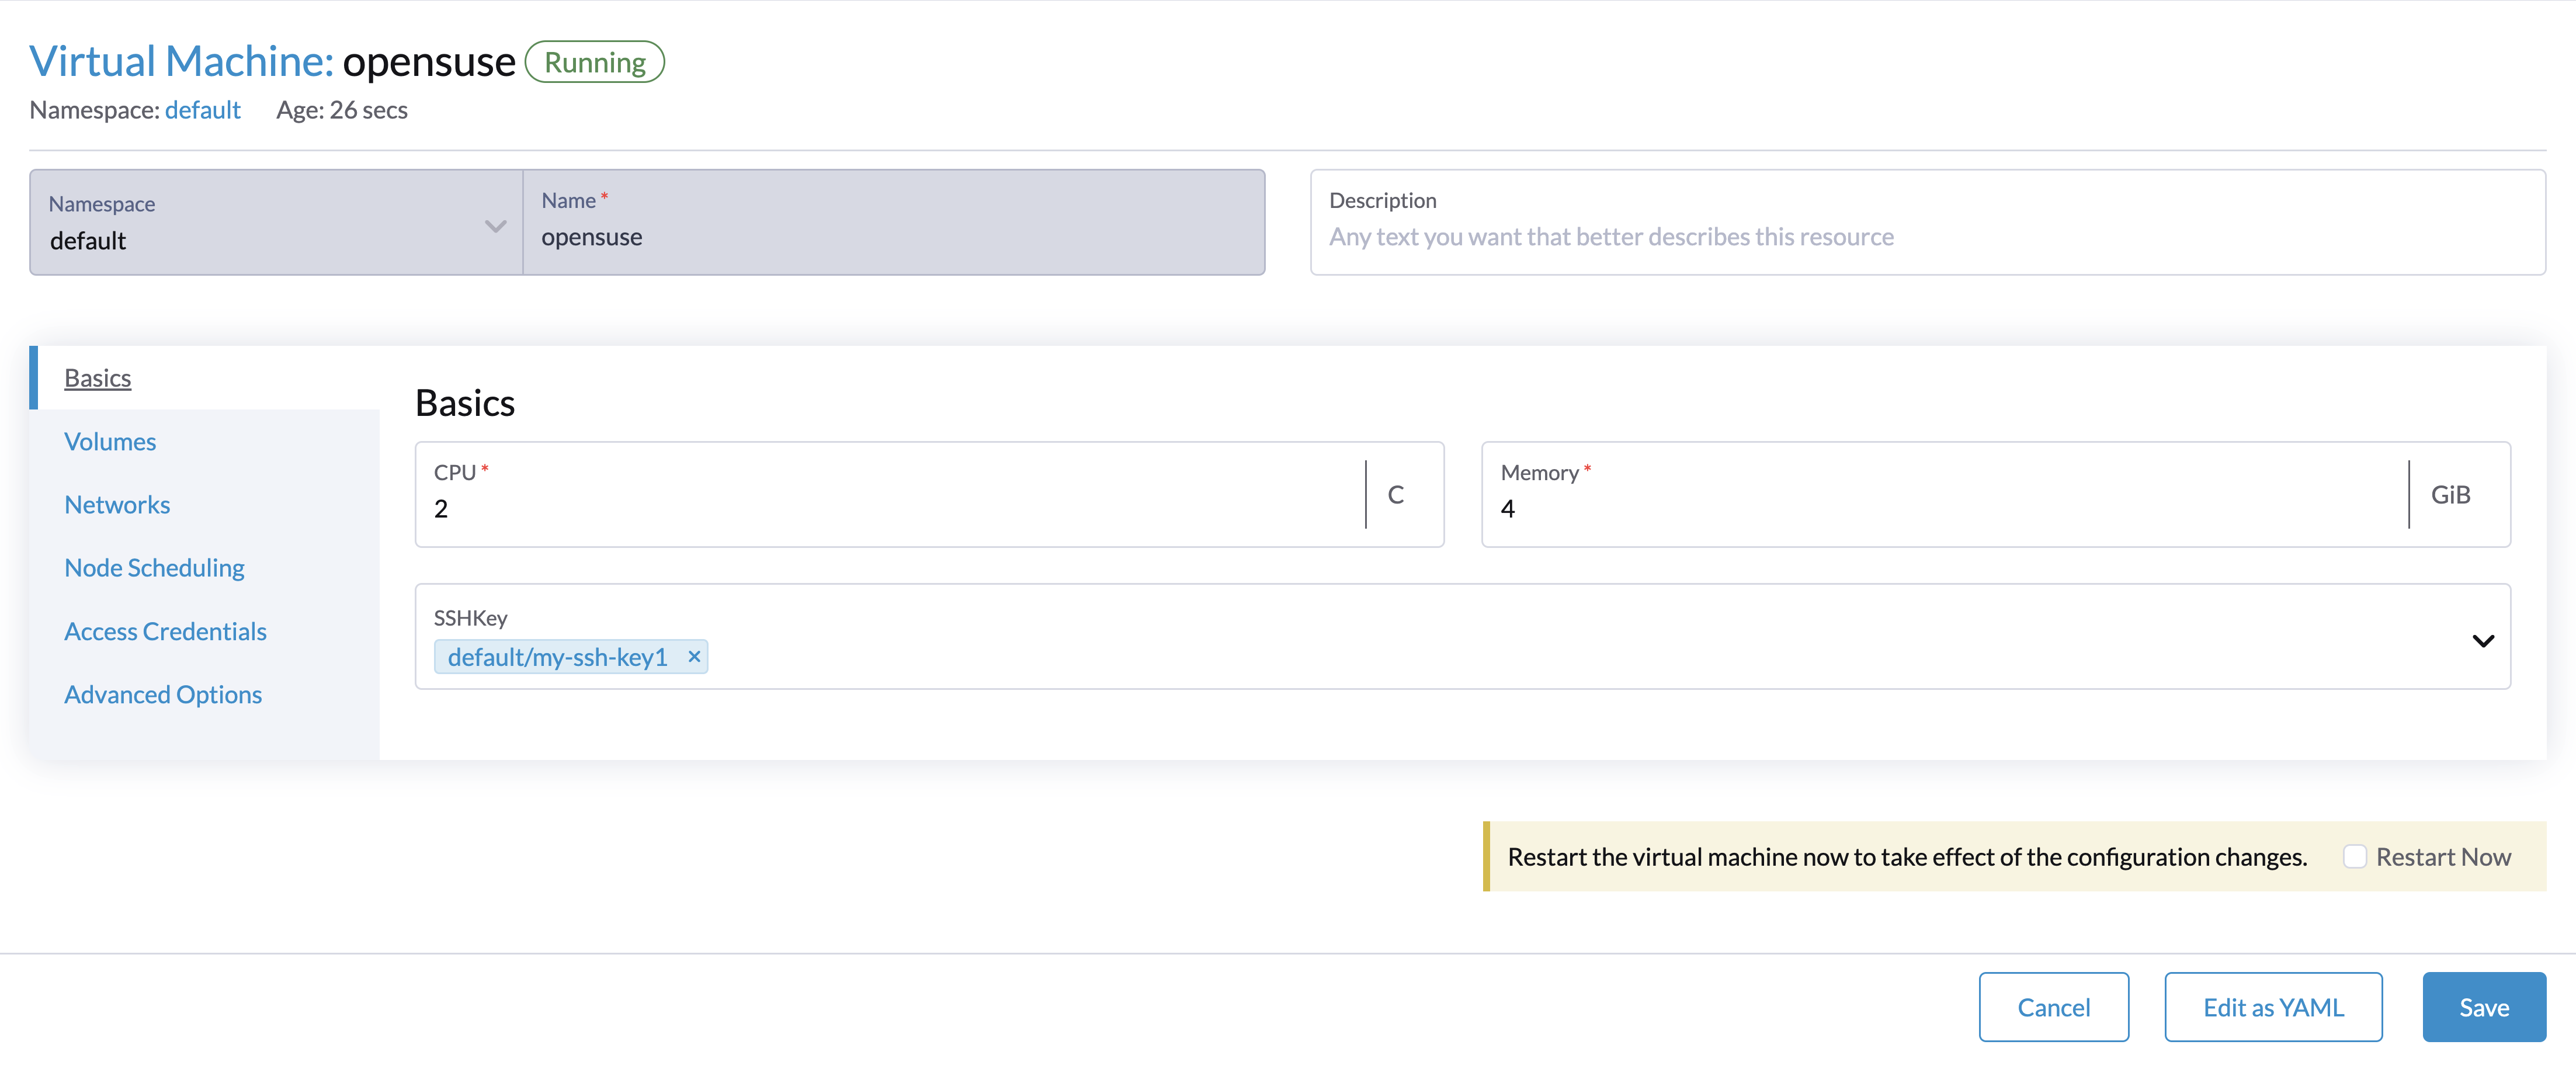 Virtual Machine: opensuse Running
Namespace: default Age: 26 secs
Namespace
default
Name *
opensuse
Description
Any text you want that better describes this resource
Basics
Volumes
Networks
Node Scheduling
Access Credentials
Advanced Options
Basics
CPU *
2
C
Memory *
4
GiB
SSHKey
default/my-ssh-key1 ×
Restart the virtual machine now to take effect of the configuration changes. Restart Now
Cancel Edit as YAML Save